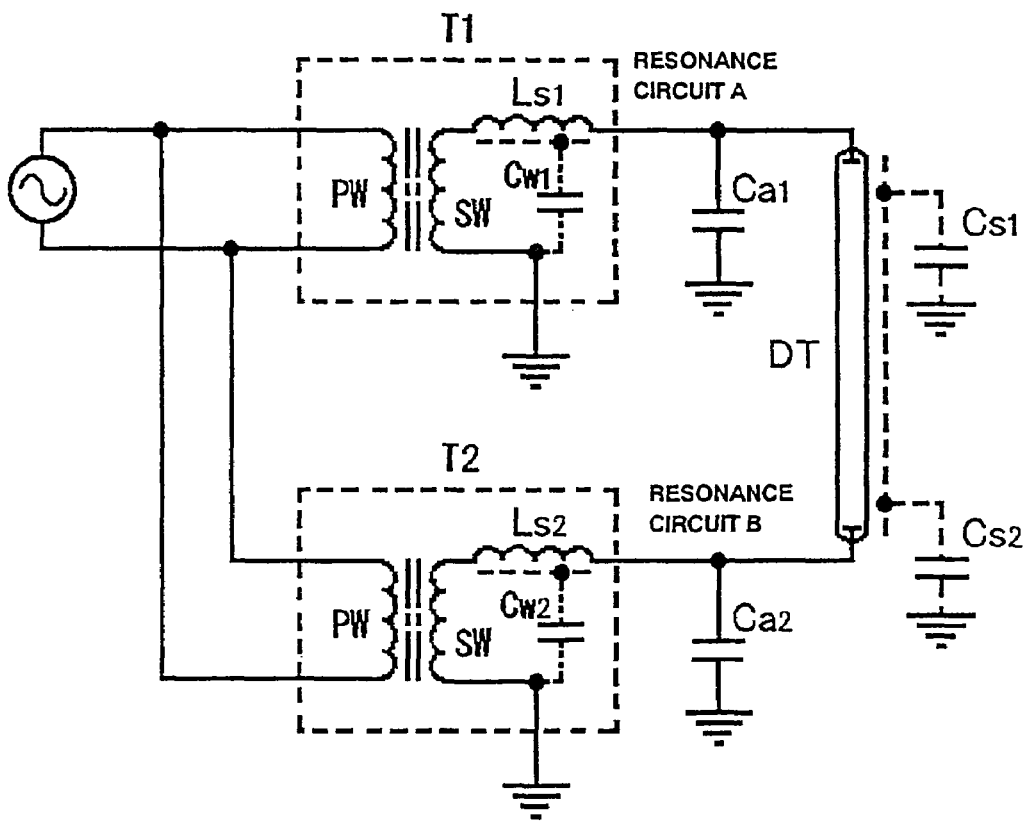 T1
RESONANCE
CIRCUIT A
Ls1
Cw1
PW
SW
Ca1
Cs1
DT
T2
RESONANCE
CIRCUIT B
Ls2
Cw2
PW
SW
Ca2
Cs2